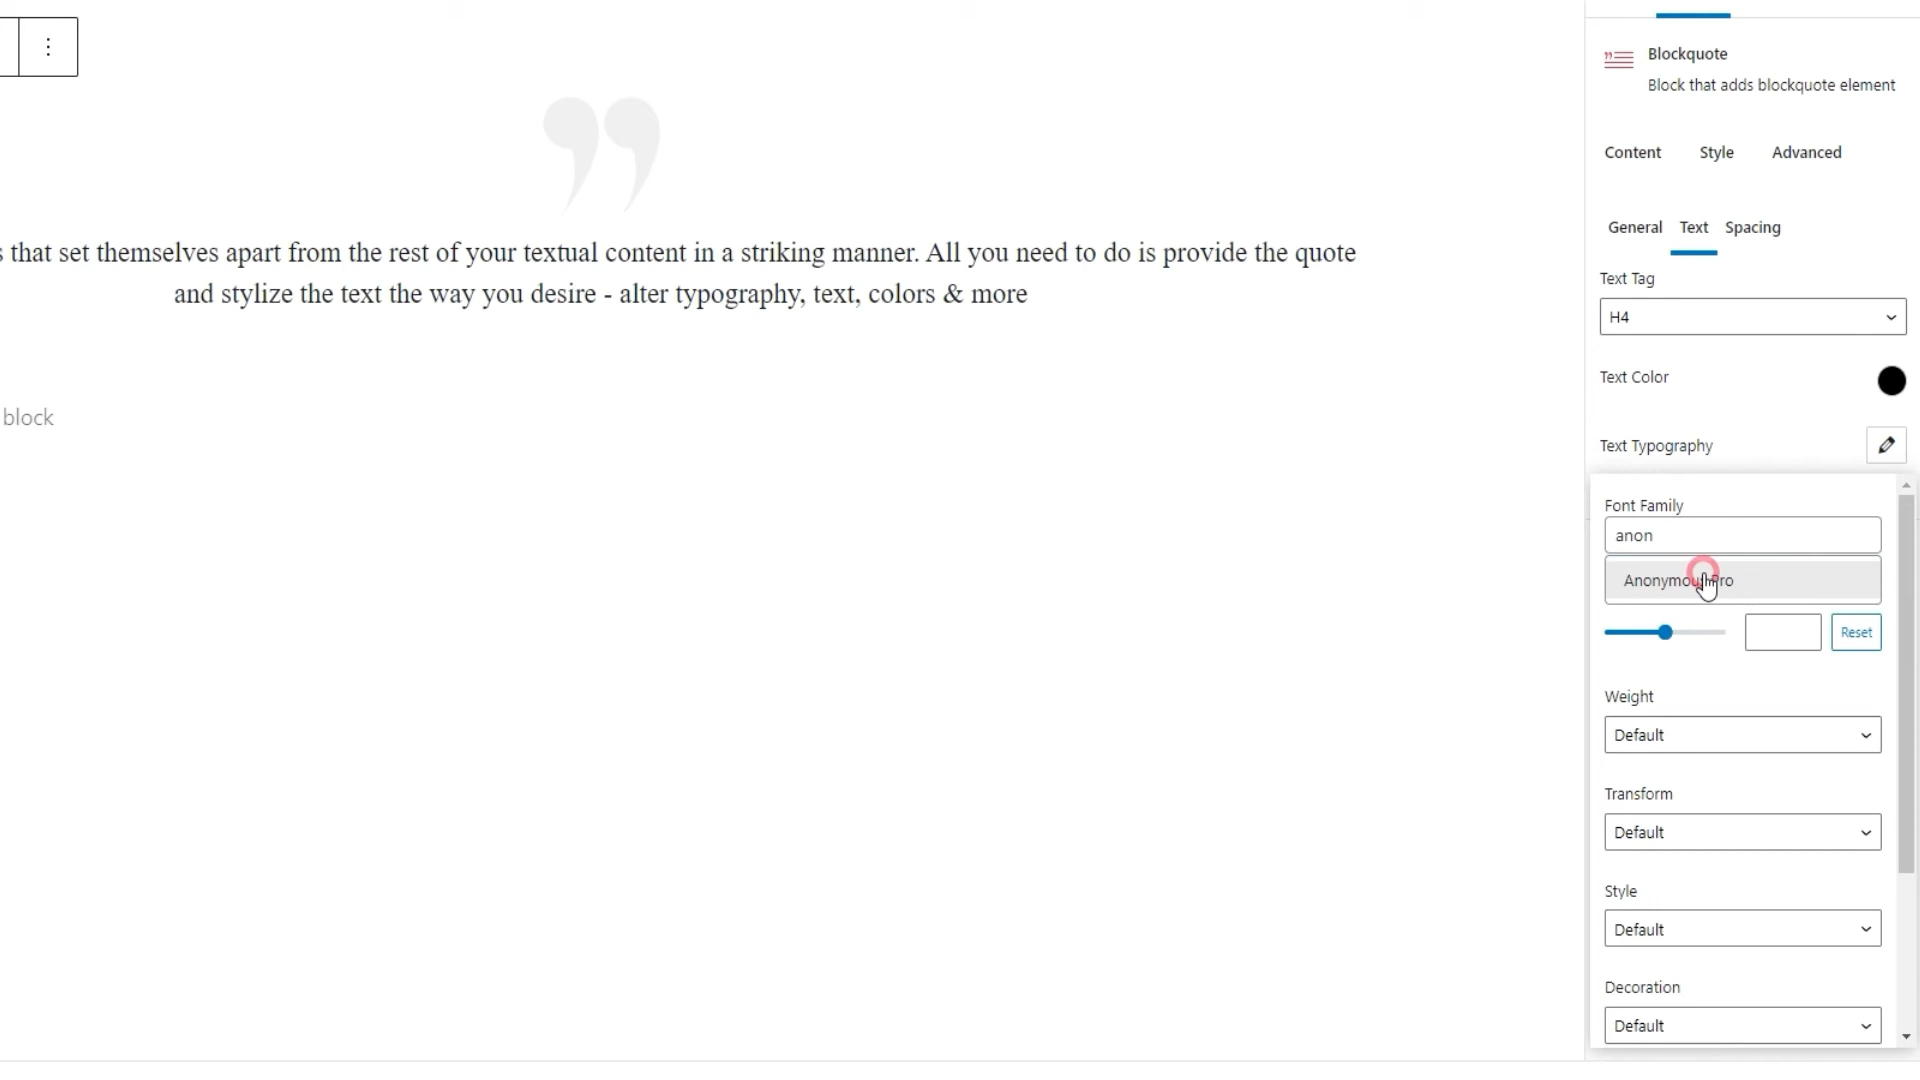 Blockquote
Block that adds blockquote element
Content Style Advanced
General Text Spacing
that set themselves apart from the rest of your textual content in a striking manner. All you need to do is provide the quote
and stylize the text the way you desire - alter typography, text, colors & more
Text Tag
H4
Text Color
block
Text Typography
Font Family
anon
Anonymous Pro
Reset
Weight
Default
Transform
Default
Style
Default
Decoration
Default